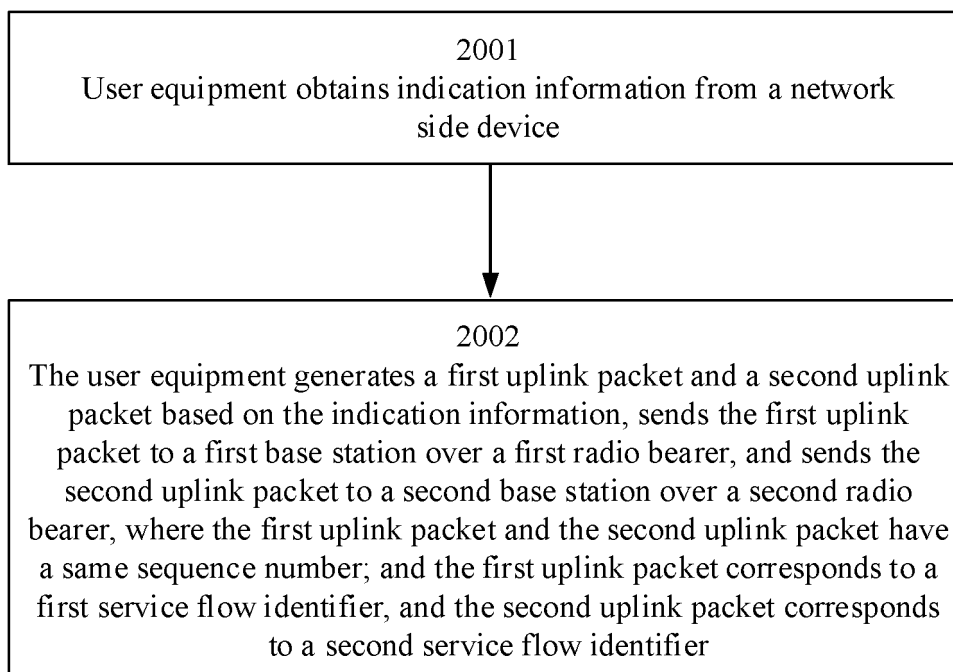 2001
User equipment obtains indication information from a network
side device
2002
The user equipment generates a first uplink packet and a second uplink
packet based on the indication information, sends the first uplink
packet to a first base station over a first radio bearer, and sends the
second uplink packet to a second base station over a second radio
bearer, where the first uplink packet and the second uplink packet have
a same sequence number; and the first uplink packet corresponds to a
first service flow identifier, and the second uplink packet corresponds
to a second service flow identifier